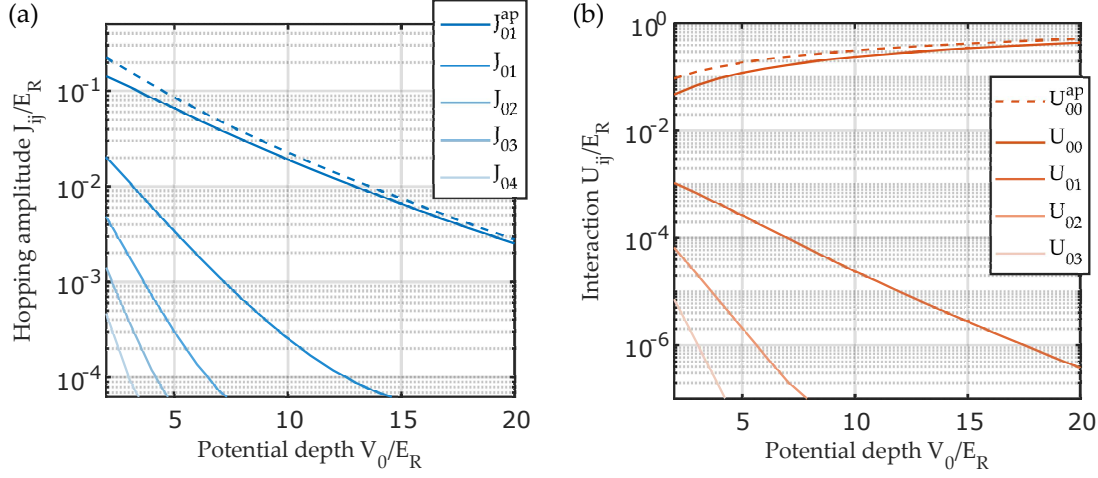 (a)
Hopping amplitude J_ij/E_R
10^-1
10^-2
10^-3
10^-4
5
10
15
20
Potential depth V_0/E_R
J_01^ap
J_01
J_02
J_03
J_04
(b)
Interaction U_ij/E_R
10^0
10^-2
10^-4
10^-6
5
10
15
20
Potential depth V_0/E_R
U_00^ap
U_00
U_01
U_02
U_03